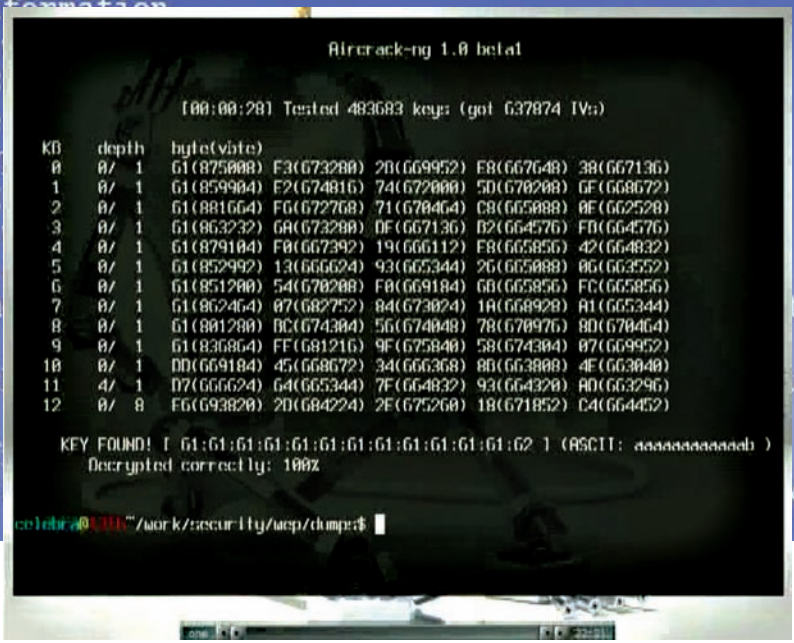 Aircrack-ng 1.0 beta1
[00:00:28] Tested 483683 keys (got 637874 IVs)
KB depth byte(vote)
0 0/ 1 61(875008) F3(673280) 2B(669952) E8(667648) 38(667136)
1 0/ 1 61(859904) E2(674816) 74(672000) 5D(670208) 6E(668672)
2 0/ 1 61(881664) F6(672768) 71(670464) C8(665088) 0E(662528)
3 0/ 1 61(863232) 6A(673280) DF(667136) B2(664576) FB(664576)
4 0/ 1 61(879104) F0(667392) 19(666112) E8(665856) 42(664832)
5 0/ 1 61(852992) 13(666624) 93(665344) 26(665088) 06(663552)
6 0/ 1 61(851200) 54(670208) F0(669184) 6B(665856) FC(665856)
7 0/ 1 61(862464) 07(682752) 84(673024) 1A(668928) A1(665344)
8 0/ 1 61(801280) BC(674304) 56(674048) 78(670976) 8D(670464)
9 0/ 1 61(836864) FF(681216) 9F(675840) 58(674304) 07(669952)
10 0/ 1 DD(669184) 45(668672) 34(666368) 8B(663808) 4E(663040)
11 4/ 1 D7(666624) 64(665344) 7F(664832) 93(664320) AD(663296)
12 0/ 8 F6(693820) 2D(684224) 2E(675260) 18(671852) C4(664452)
KEY FOUND! [ 61:61:61:61:61:61:61:61:61:61:61:61:62 ] (ASCII: aaaaaaaaaaaab )
Decrypted correctly: 100%
~/work/security/wep/dumps$
one